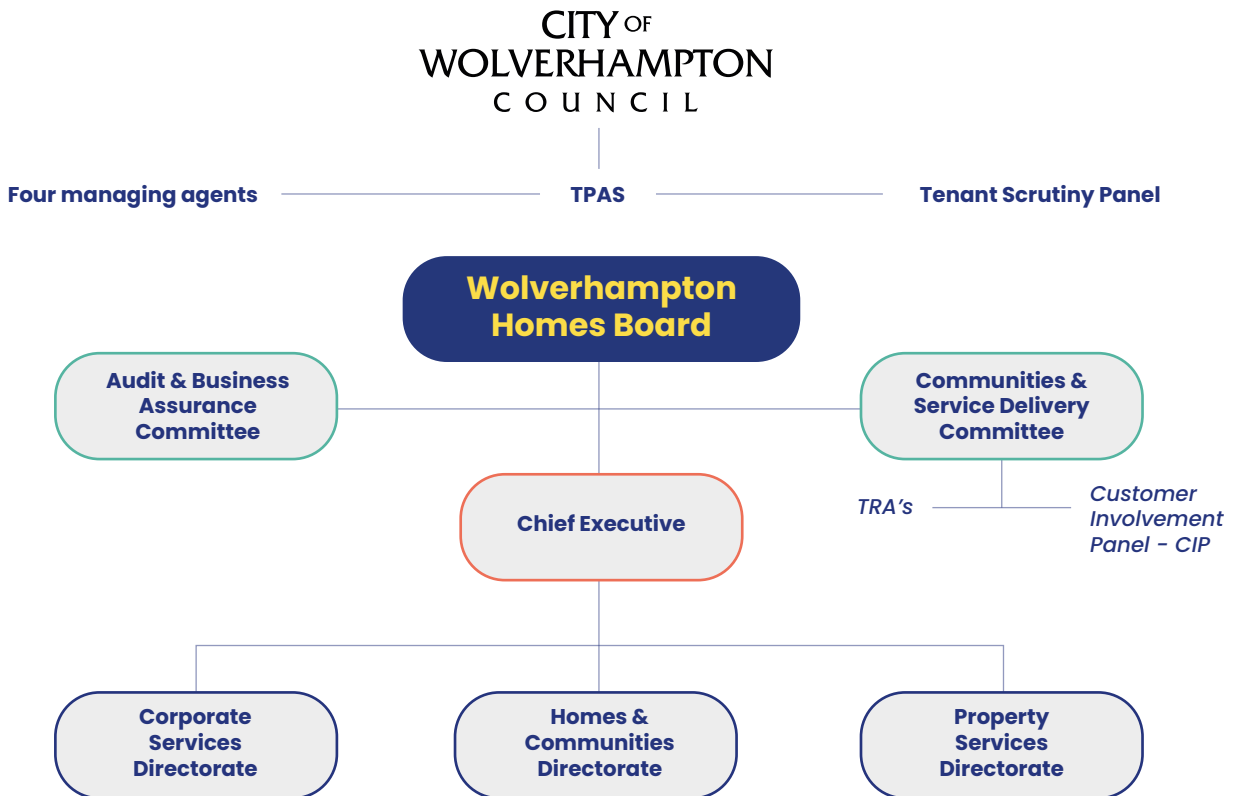 CITY OF
WOLVERHAMPTON
COUNCIL
Four managing agents
TPAS
Tenant Scrutiny Panel
Wolverhampton
Homes Board
Audit & Business
Assurance
Committee
Communities &
Service Delivery
Committee
TRA's
Customer
Involvement
Panel - CIP
Chief Executive
Corporate
Services
Directorate
Homes &
Communities
Directorate
Property
Services
Directorate